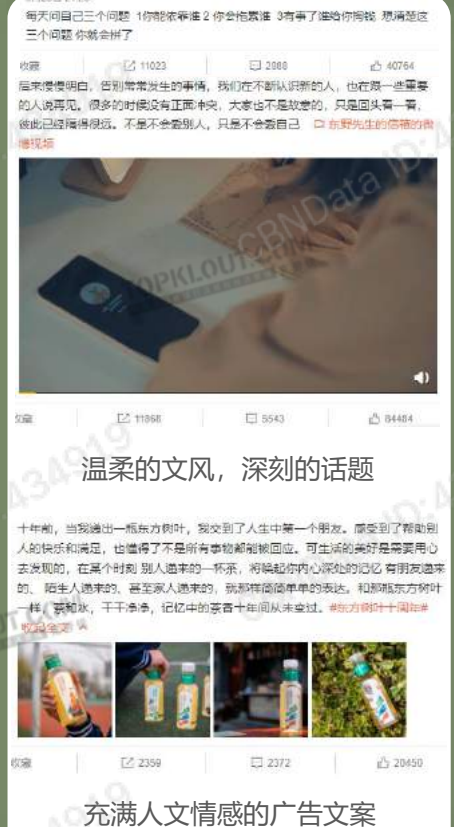 每天问自己三个问题 1你能依靠谁 2 你会拖累谁 3有事了谁给你掏钱 想清楚这
三个问题 你就会拼了
收藏 11023 2888 40764
后来慢慢明白，告别常常发生的事情，我们在不断认识新的人，也在跟一些重要
的人说再见。很多的时候没有正面冲突，大家也不是故意的，只是回头看一看，
彼此已经隔得很远。不是不会爱别人，只是不会爱自己 东野先生的信箱的微
博视频
CBNData ID:4
TOPKLOUT.COM
收藏 11868 5543 84484
434919
温柔的文风，深刻的话题
十年前，当我递出一瓶东方树叶，我交到了人生中第一个朋友。感受到了帮助别
人的快乐和满足，也懂得了不是所有事物都能被回应。可生活的美好是需要用心
去发现的，在某个时刻 别人递来的一杯茶，将唤起你内心深处的记忆 有朋友递来
的、陌生人递来的、甚至家人递来的，就那样简简单单的表达。和那瓶东方树叶
一样，茶和水，干干净净，记忆中的茶香十年间从未变过。#东方树叶十周年#
收起全文
收藏 2359 2372 20450
充满人文情感的广告文案